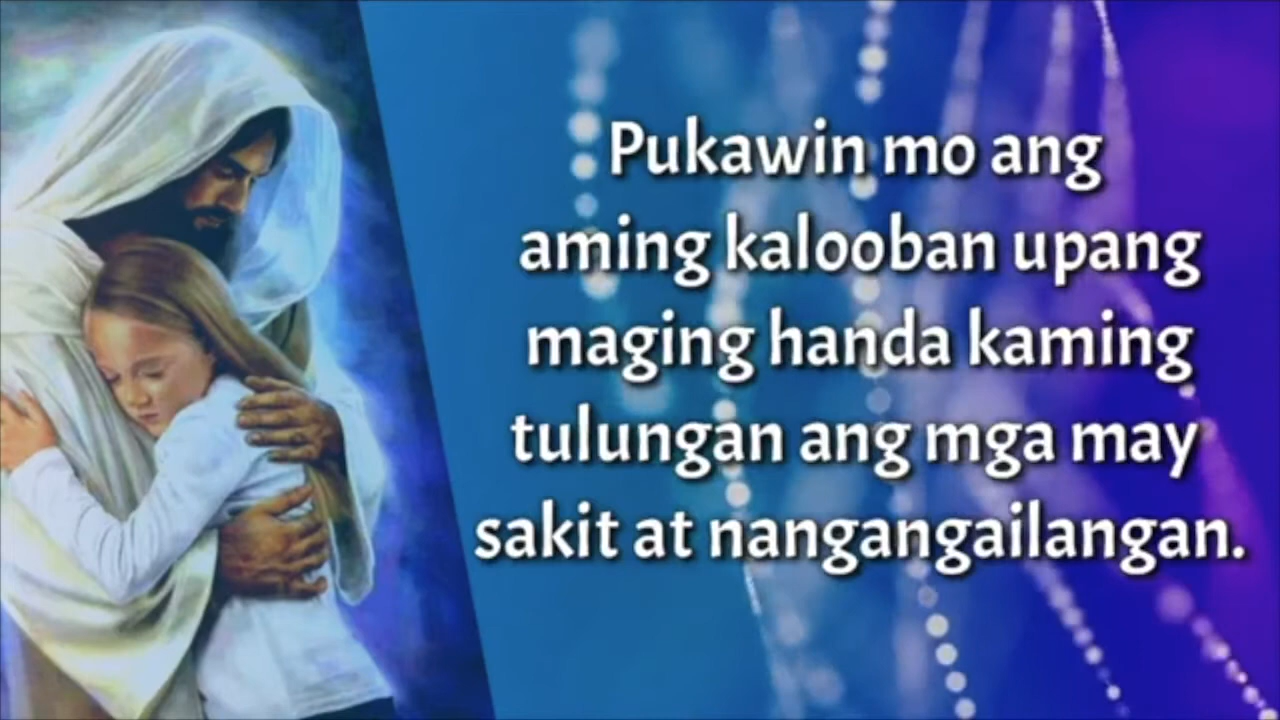 Pukawin mo ang
aming kalooban upang
maging handa kaming
tulungan ang mga may
sakit at nangangailangan.